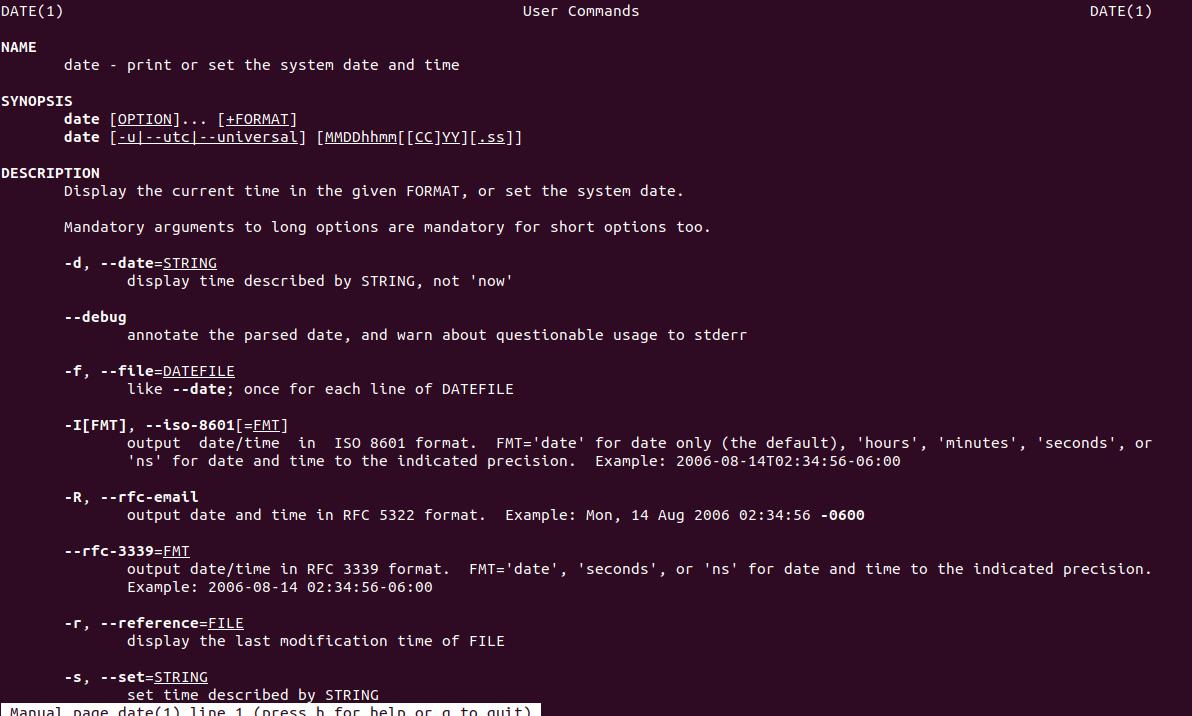 DATE(1) User Commands DATE(1)
NAME
date - print or set the system date and time
SYNOPSIS
date [OPTION]... [+FORMAT]
date [-u|--utc|--universal] [MMDDhhmm[[CC]YY][.ss]]
DESCRIPTION
Display the current time in the given FORMAT, or set the system date.
Mandatory arguments to long options are mandatory for short options too.
-d, --date=STRING
display time described by STRING, not 'now'
--debug
annotate the parsed date, and warn about questionable usage to stderr
-f, --file=DATEFILE
like --date; once for each line of DATEFILE
-I[FMT], --iso-8601[=FMT]
output  date/time  in  ISO 8601 format.  FMT='date' for date only (the default), 'hours', 'minutes', 'seconds', or
'ns' for date and time to the indicated precision.  Example: 2006-08-14T02:34:56-06:00
-R, --rfc-email
output date and time in RFC 5322 format.  Example: Mon, 14 Aug 2006 02:34:56 -0600
--rfc-3339=FMT
output date/time in RFC 3339 format.  FMT='date', 'seconds', or 'ns' for date and time to the indicated precision.
Example: 2006-08-14 02:34:56-06:00
-r, --reference=FILE
display the last modification time of FILE
-s, --set=STRING
set time described by STRING
Manual page date(1) line 1 (press h for help or q to quit)